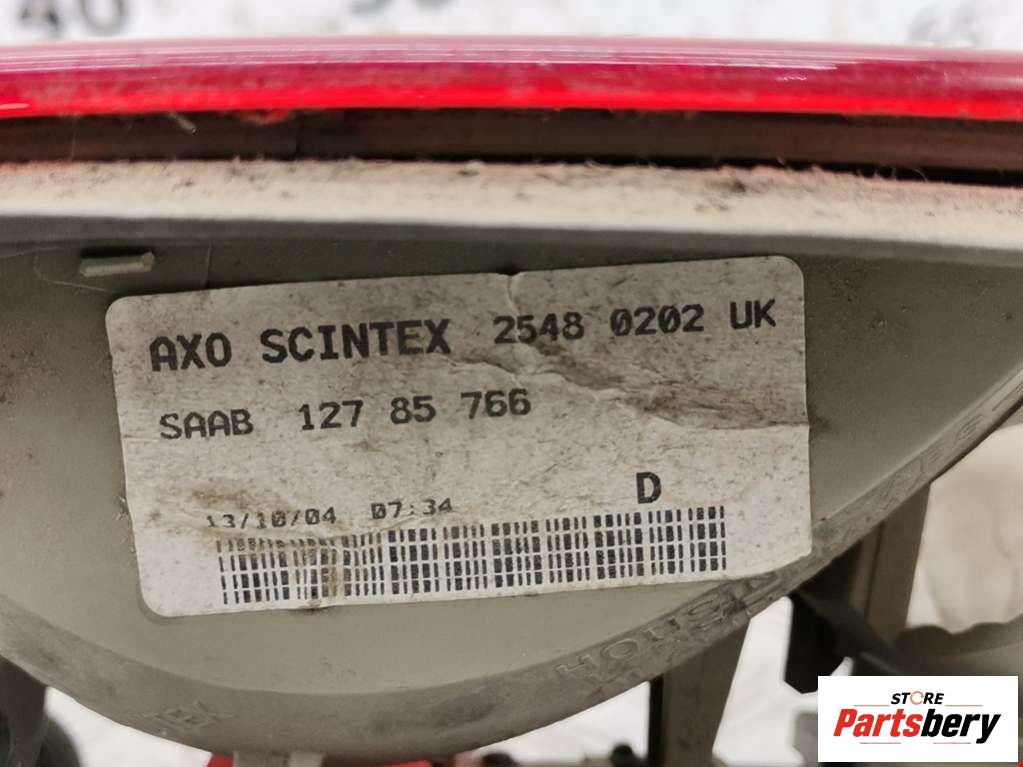 AXO SCINTEX 2548 0202 UK
SAAB 127 85 766
D
13/10/04 07:34
STORE
Partsbery